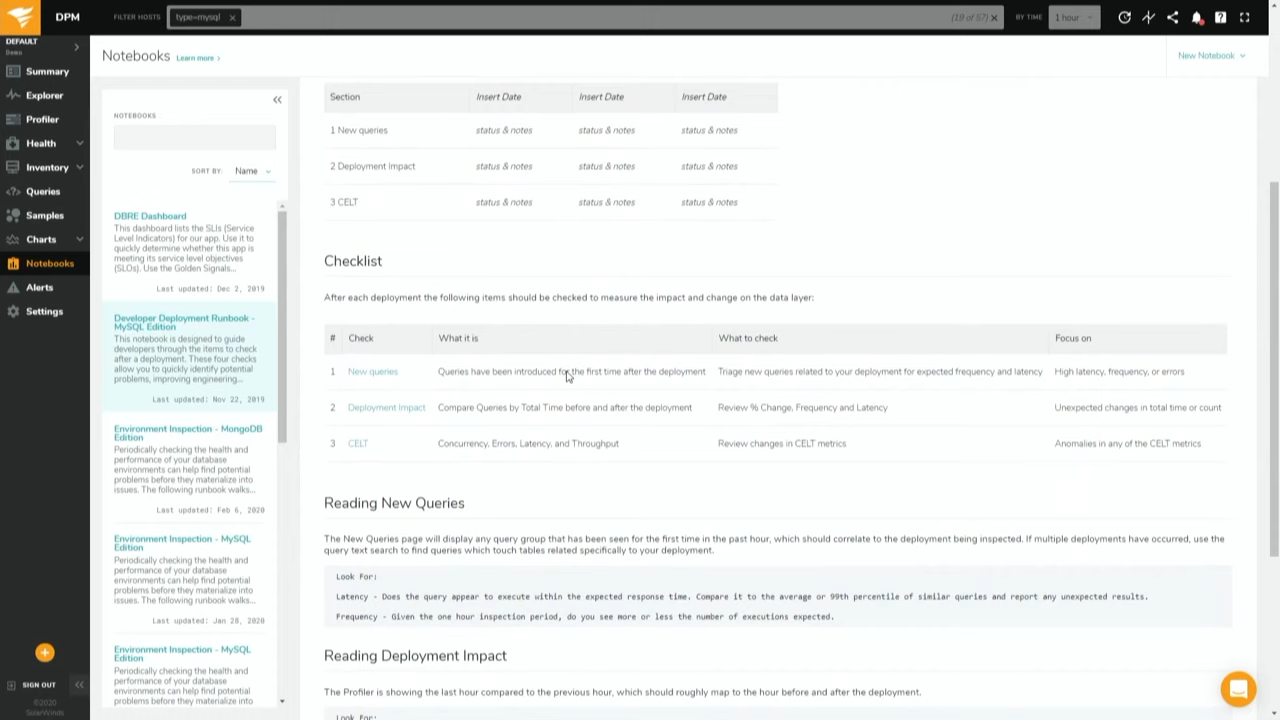 DPM
FILTER HOSTS
type=mysql
(19 of 57)
BY TIME
1 hour
DEFAULT
Demo
Summary
Explorer
Profiler
Health
Inventory
Queries
Samples
Charts
Notebooks
Alerts
Settings
SIGN OUT
©2020
SolarWinds
Notebooks
Learn more
New Notebook
NOTEBOOKS
SORT BY:
Name
DBRE Dashboard
This dashboard lists the SLIs (Service
Level Indicators) for our app. Use it to
quickly determine whether this app is
meeting its service level objectives
(SLOs). Use the Golden Signals...
Last updated: Dec 2, 2019
Developer Deployment Runbook -
MySQL Edition
This notebook is designed to guide
developers through the items to check
after a deployment. These four checks
allow you to quickly identify potential
problems, improving engineering...
Last updated: Nov 22, 2019
Environment Inspection - MongoDB
Edition
Periodically checking the health and
performance of your database
environments can help find potential
problems before they materialize into
issues. The following runbook walks...
Last updated: Feb 6, 2020
Environment Inspection - MySQL
Edition
Periodically checking the health and
performance of your database
environments can help find potential
problems before they materialize into
issues. The following runbook walks...
Last updated: Jan 28, 2020
Environment Inspection - MySQL
Edition
Periodically checking the health and
performance of your database
environments can help find potential
problems before they materialize into
Section Insert Date Insert Date Insert Date
1 New queries status & notes status & notes status & notes
2 Deployment Impact status & notes status & notes status & notes
3 CELT status & notes status & notes status & notes
Checklist
After each deployment the following items should be checked to measure the impact and change on the data layer:
# Check What it is What to check Focus on
1 New queries Queries have been introduced for the first time after the deployment Triage new queries related to your deployment for expected frequency and latency High latency, frequency, or errors
2 Deployment Impact Compare Queries by Total Time before and after the deployment Review % Change, Frequency and Latency Unexpected changes in total time or count
3 CELT Concurrency, Errors, Latency, and Throughput Review changes in CELT metrics Anomalies in any of the CELT metrics
Reading New Queries
The New Queries page will display any query group that has been seen for the first time in the past hour, which should correlate to the deployment being inspected. If multiple deployments have occurred, use the
query text search to find queries which touch tables related specifically to your deployment.
Look For:
Latency - Does the query appear to execute within the expected response time. Compare it to the average or 99th percentile of similar queries and report any unexpected results.
Frequency - Given the one hour inspection period, do you see more or less the number of executions expected.
Reading Deployment Impact
The Profiler is showing the last hour compared to the previous hour, which should roughly map to the hour before and after the deployment.
Look For: